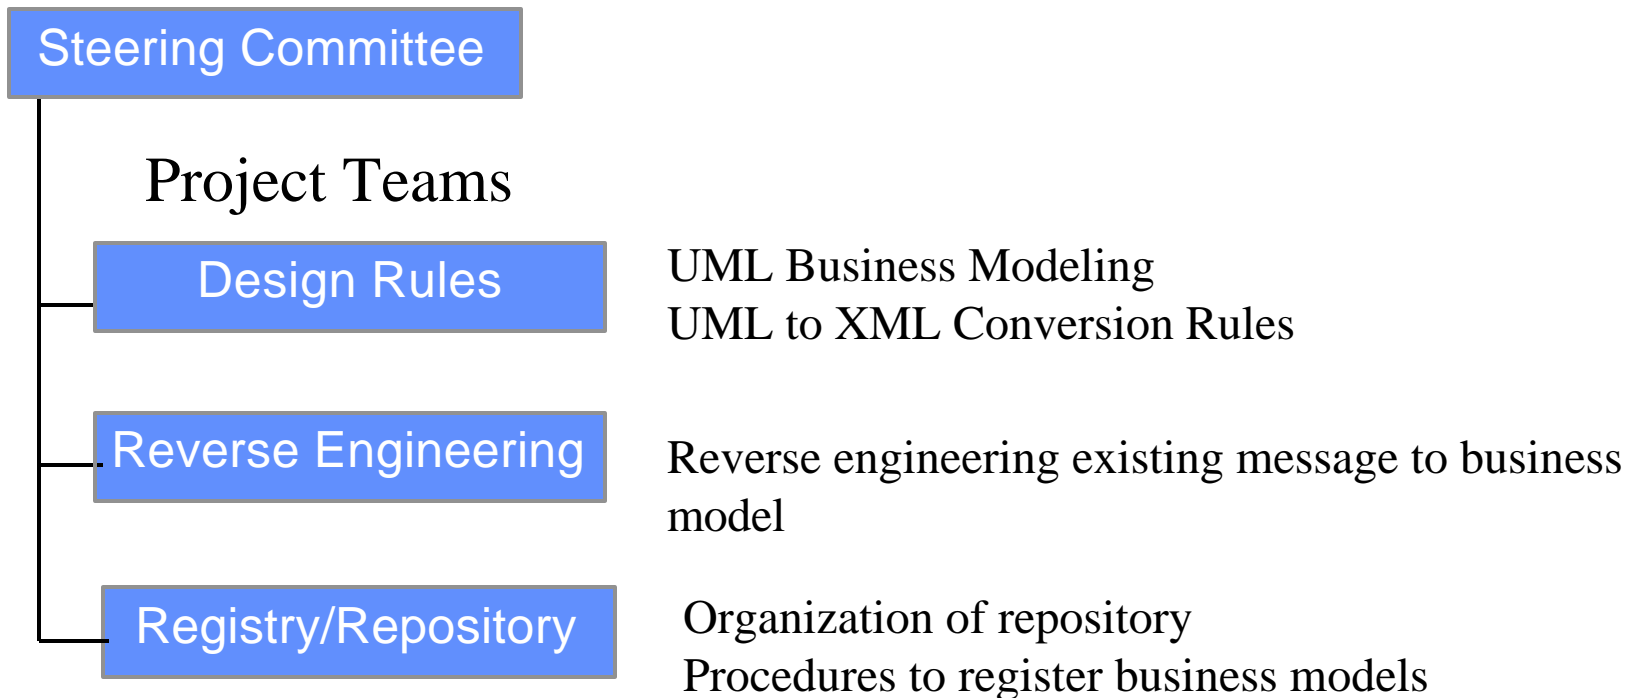 Steering Committee
Project Teams
Design Rules
UML Business Modeling
UML to XML Conversion Rules
Reverse Engineering
Reverse engineering existing message to business
model
Registry/Repository
Organization of repository
Procedures to register business models